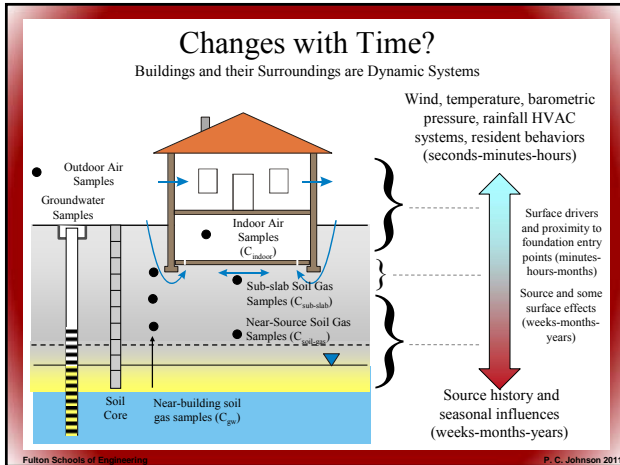 Changes with Time?
Buildings and their Surroundings are Dynamic Systems
Outdoor Air
Samples
Groundwater
Samples
Indoor Air
Samples
(Cindoor)
Sub-slab Soil Gas
Samples (Csub-slab)
Near-Source Soil Gas
Samples (Csoil-gas)
Soil
Core
Near-building soil
gas samples (Cgw)
Wind, temperature, barometric
pressure, rainfall HVAC
systems, resident behaviors
(seconds-minutes-hours)
Surface drivers
and proximity to
foundation entry
points (minutes-
hours-months)
Source and some
surface effects
(weeks-months-
years)
Source history and
seasonal influences
(weeks-months-years)
Fulton Schools of Engineering
P. C. Johnson 2011